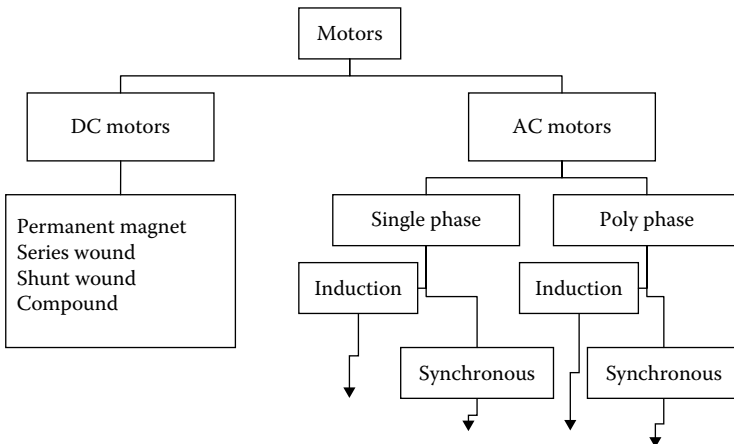 Motors
DC motors
AC motors
Permanent magnet
Series wound
Shunt wound
Compound
Single phase
Poly phase
Induction
Induction
Synchronous
Synchronous